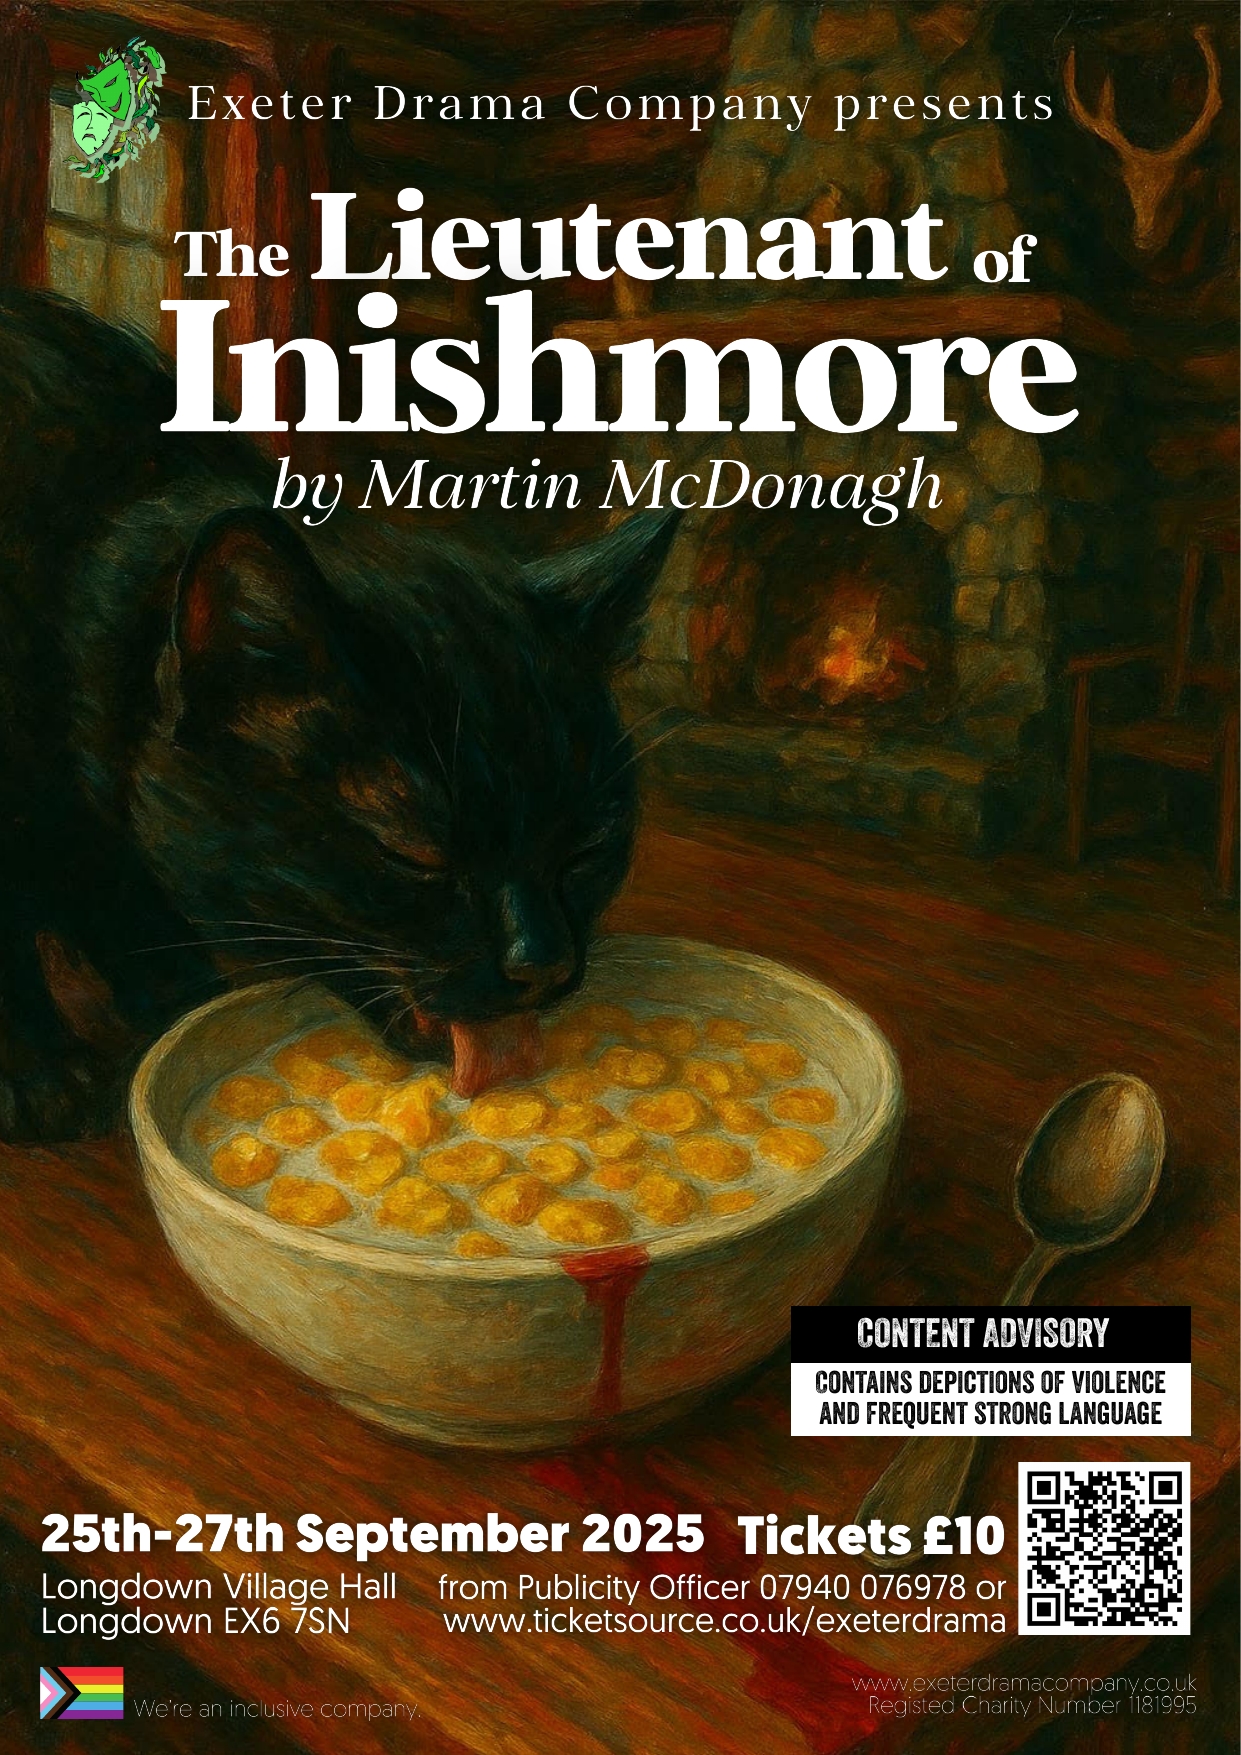 Exeter Drama Company presents
The Lieutenant of
Inishmore
by Martin McDonagh
CONTENT ADVISORY
CONTAINS DEPICTIONS OF VIOLENCE
AND FREQUENT STRONG LANGUAGE
25th-27th September 2025
Longdown Village Hall
Longdown EX6 7SN
Tickets £10
from Publicity Officer 07940 076978 or
www.ticketsource.co.uk/exeterdrama
We're an inclusive company.
www.exeterdramacompany.co.uk
Registed Charity Number 1181995